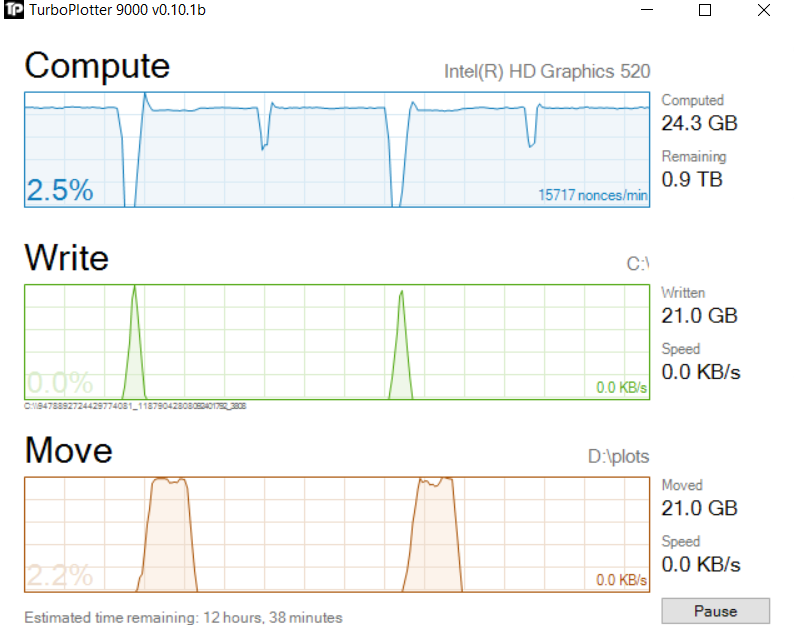 TP TurboPlotter 9000 v0.10.1b
Compute
Intel(R) HD Graphics 520
Computed
24.3 GB
Remaining
0.9 TB
2.5%
15717 nonces/min
Write
C:\
Written
21.0 GB
Speed
0.0 KB/s
0.0%
0.0 KB/s
Move
D:\plots
Moved
21.0 GB
Speed
0.0 KB/s
2.2%
0.0 KB/s
Estimated time remaining: 12 hours, 38 minutes
Pause